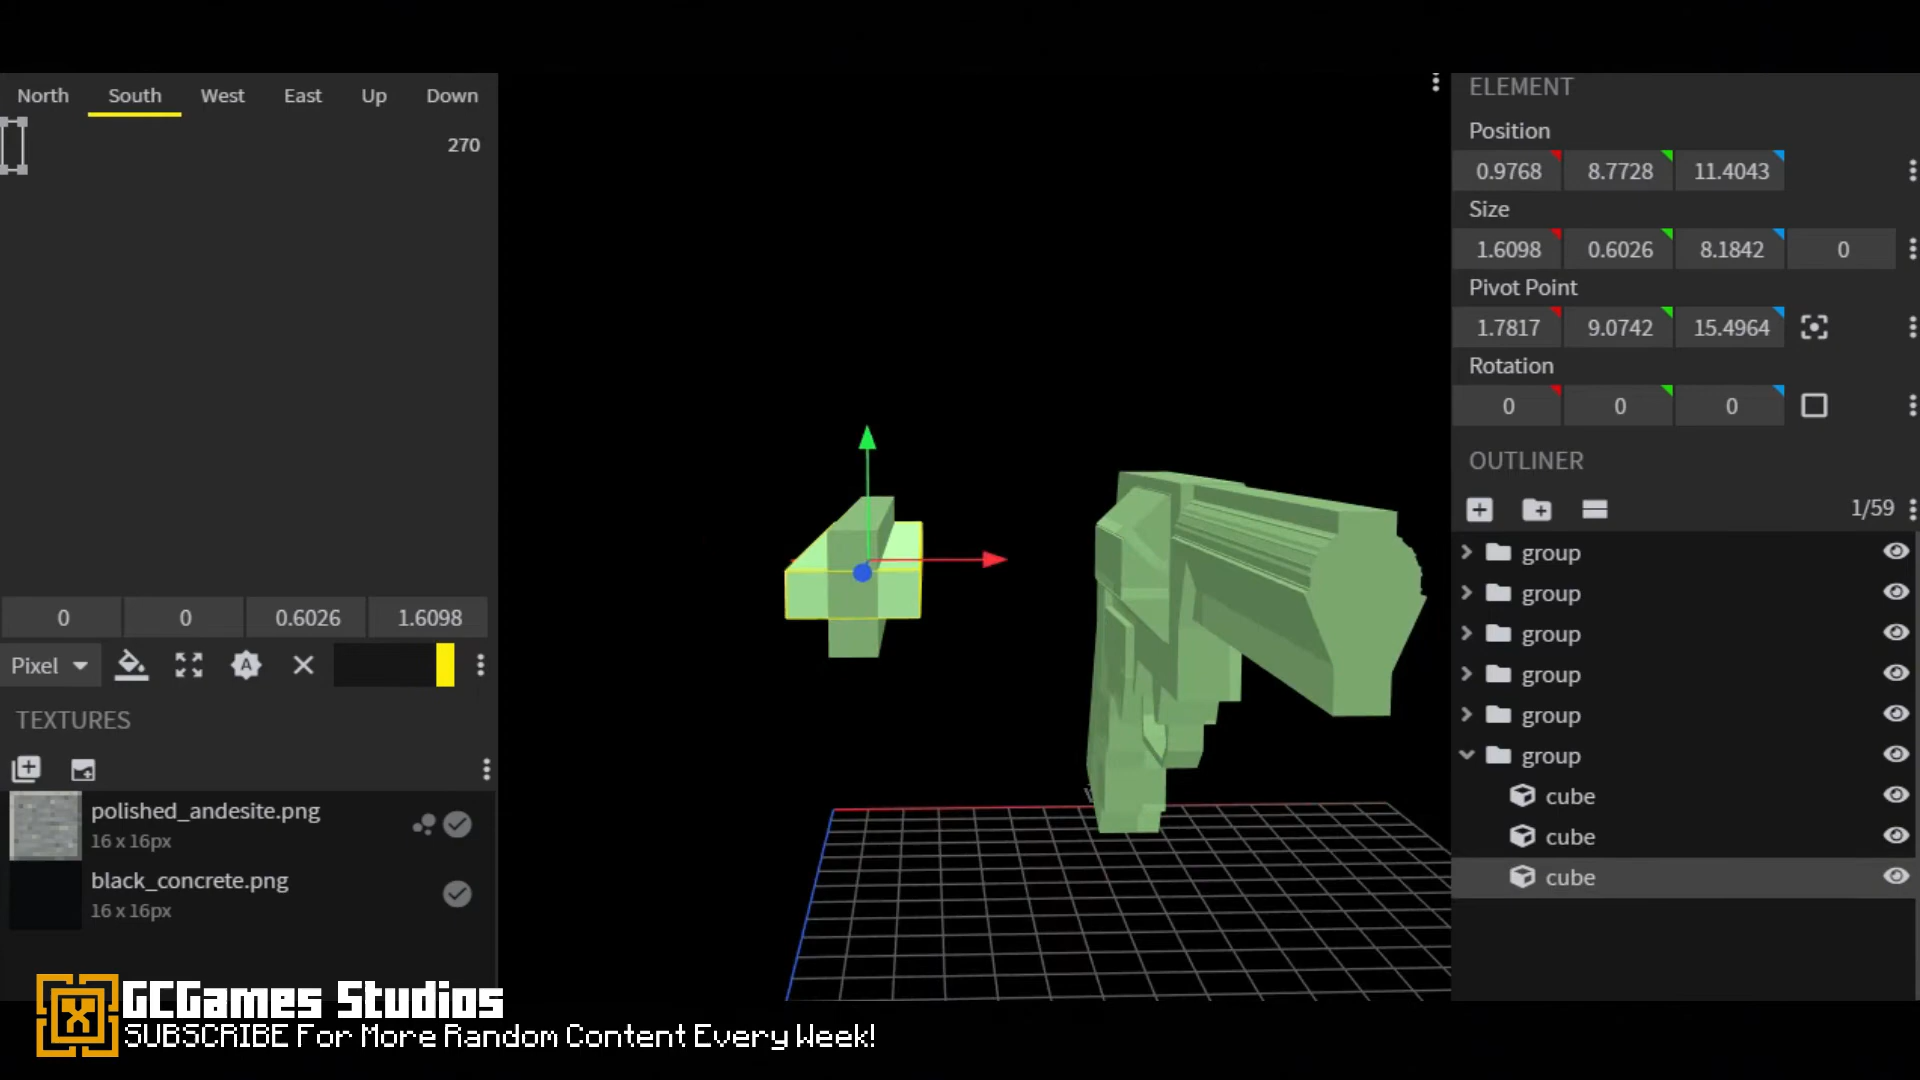 North South West East Up Down
270
0 0 0.6026 1.6098
Pixel
A
TEXTURES
polished_andesite.png
16 x 16px
black_concrete.png
16 x 16px
ELEMENT
Position
0.9768 8.7728 11.4043
Size
1.6098 0.6026 8.1842 0
Pivot Point
1.7817 9.0742 15.4964
Rotation
0 0 0
OUTLINER
1/59
group
group
group
group
group
group
cube
cube
cube
GCGames Studios
SUBSCRIBE For More Random Content Every Week!